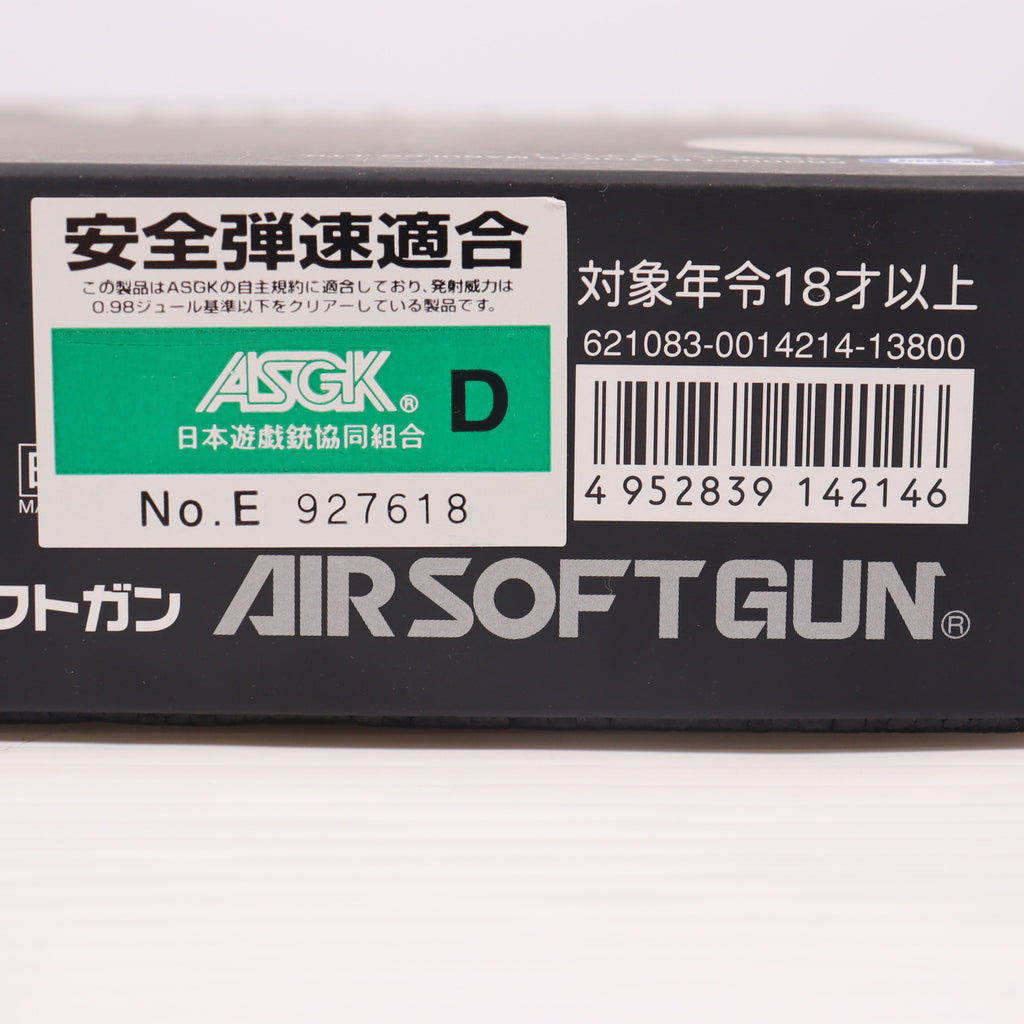 安全弾速適合
この製品はASGKの自主規約に適合しており、発射威力は
0.98ジュール基準以下をクリアーしている製品です。
ASGK® D
日本遊戯銃協同組合
No.E 927618
対象年令18才以上
621083-0014214-13800
4 952839 142146
フトガン AIRSOFT GUN®